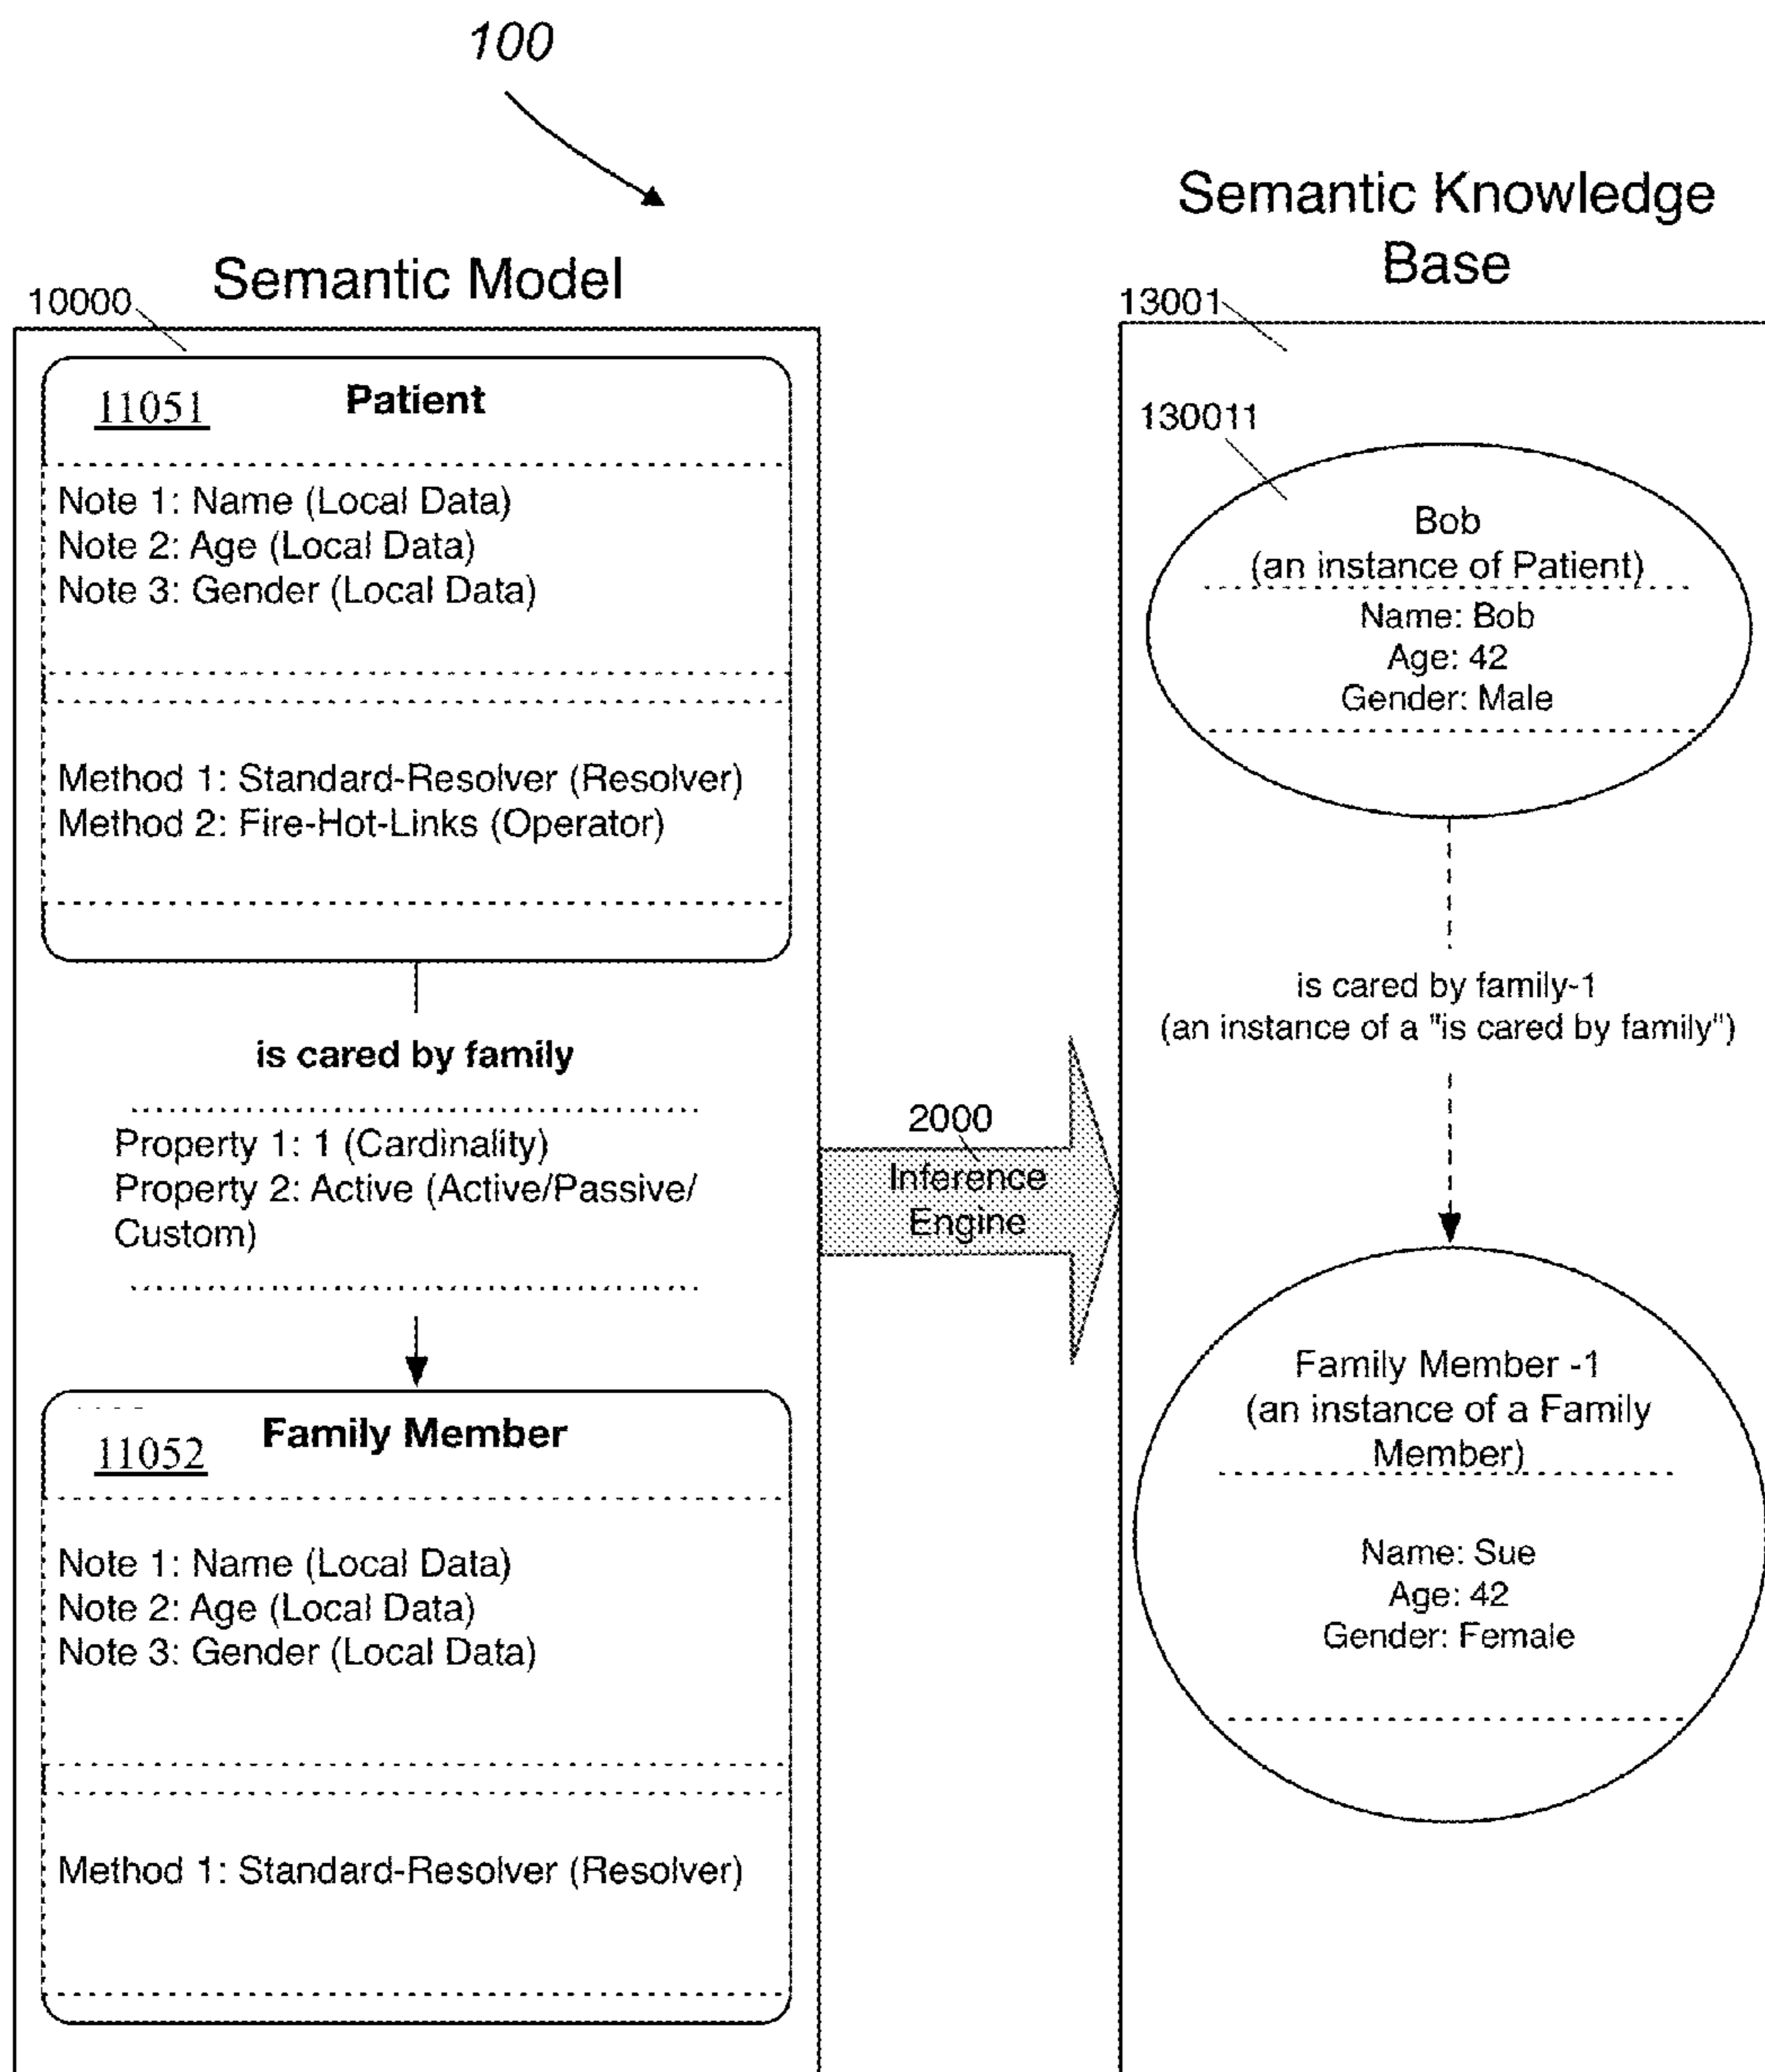 100
Semantic Model
10000
11051 Patient
Note 1: Name (Local Data)
Note 2: Age (Local Data)
Note 3: Gender (Local Data)
Method 1: Standard-Resolver (Resolver)
Method 2: Fire-Hot-Links (Operator)
is cared by family
Property 1: 1 (Cardinality)
Property 2: Active (Active/Passive/
Custom)
11052 Family Member
Note 1: Name (Local Data)
Note 2: Age (Local Data)
Note 3: Gender (Local Data)
Method 1: Standard-Resolver (Resolver)
2000
Inference
Engine
Semantic Knowledge
Base
13001
130011
Bob
(an instance of Patient)
Name: Bob
Age: 42
Gender: Male
is cared by family-1
(an instance of a "is cared by family")
Family Member -1
(an instance of a Family
Member)
Name: Sue
Age: 42
Gender: Female